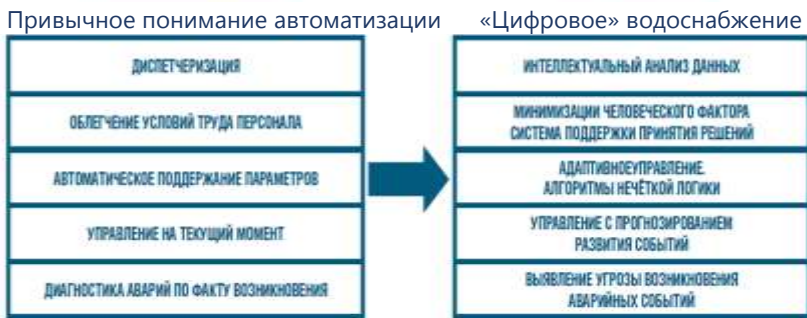 Привычное понимание автоматизации
«Цифровое» водоснабжение
ДИСПЕТЧЕРИЗАЦИЯ
ОБЛЕГЧЕНИЕ УСЛОВИЙ ТРУДА ПЕРСОНАЛА
АВТОМАТИЧЕСКОЕ ПОДДЕРЖАНИЕ ПАРАМЕТРОВ
УПРАВЛЕНИЕ НА ТЕКУЩИЙ МОМЕНТ
ДИАГНОСТИКА АВАРИЙ ПО ФАКТУ ВОЗНИКНОВЕНИЯ
ИНТЕЛЛЕКТУАЛЬНЫЙ АНАЛИЗ ДАННЫХ
МИНИМИЗАЦИИ ЧЕЛОВЕЧЕСКОГО ФАКТОРА
СИСТЕМА ПОДДЕРЖКИ ПРИНЯТИЯ РЕШЕНИЙ
АДАПТИВНОЕУПРАВЛЕНИЕ.
АЛГОРИТМЫ НЕЧЁТКОЙ ЛОГИКИ
УПРАВЛЕНИЕ С ПРОГНОЗИРОВАНИЕМ
РАЗВИТИЯ СОБЫТИЙ
ВЫЯВЛЕНИЕ УГРОЗЫ ВОЗНИКНОВЕНИЯ
АВАРИЙНЫХ СОБЫТИЙ